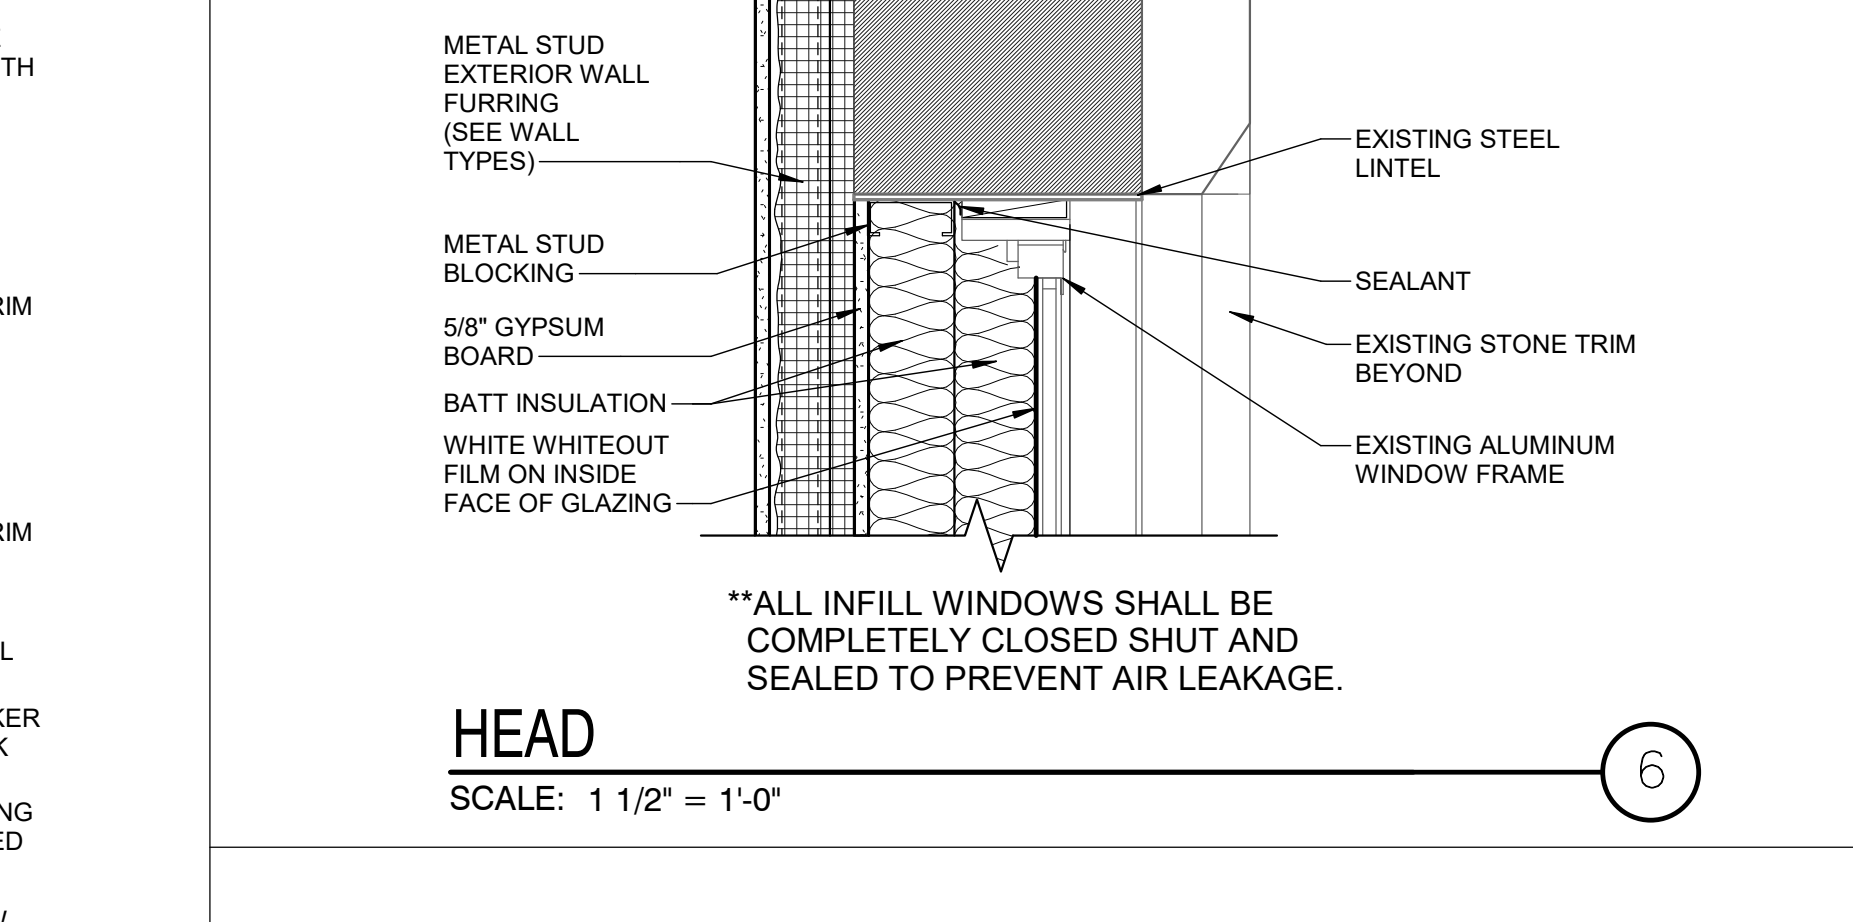 METAL STUD
EXTERIOR WALL
FURRING
(SEE WALL
TYPES)
METAL STUD
BLOCKING
5/8" GYPSUM
BOARD
BATT INSULATION
WHITE WHITEOUT
FILM ON INSIDE
FACE OF GLAZING
EXISTING STEEL
LINTEL
SEALANT
EXISTING STONE TRIM
BEYOND
EXISTING ALUMINUM
WINDOW FRAME
**ALL INFILL WINDOWS SHALL BE
COMPLETELY CLOSED SHUT AND
SEALED TO PREVENT AIR LEAKAGE.
HEAD
6
SCALE: 1 1/2" = 1'-0"